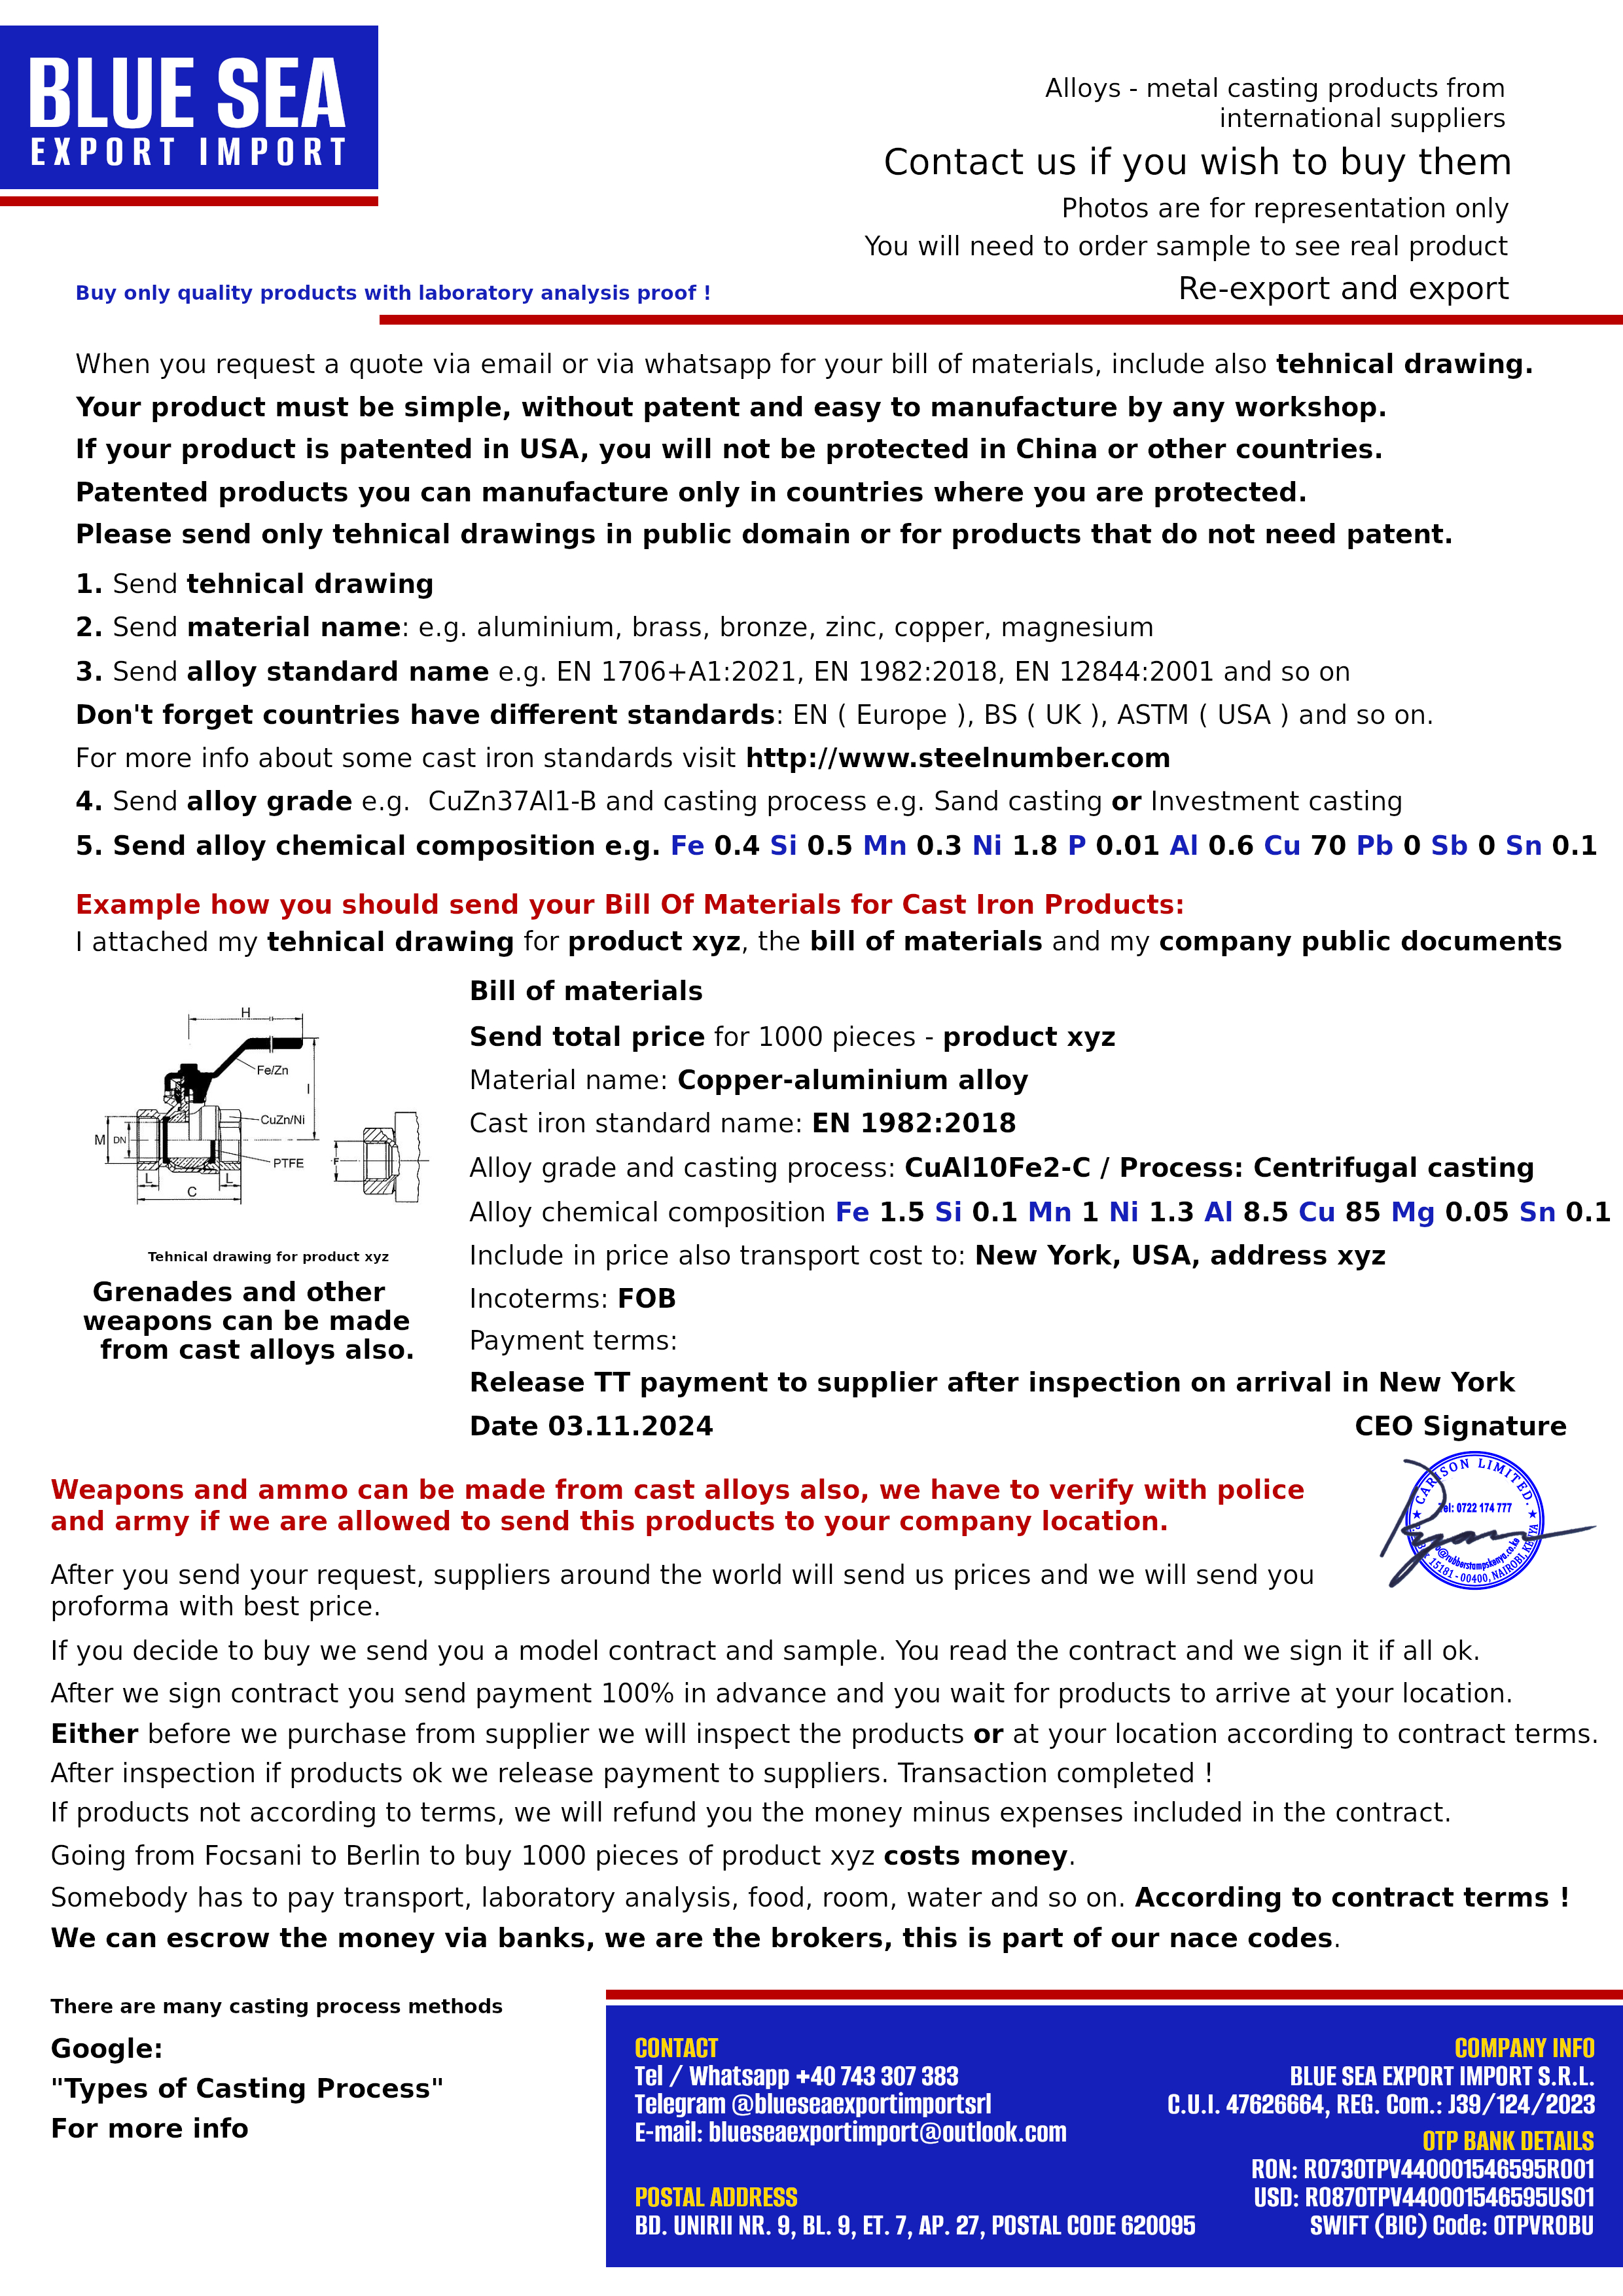 BLUE SEA
EXPORT IMPORT
Alloys - metal casting products from
international suppliers
Contact us if you wish to buy them
Photos are for representation only
You will need to order sample to see real product
Re-export and export
Buy only quality products with laboratory analysis proof !
When you request a quote via email or via whatsapp for your bill of materials, include also tehnical drawing.
Your product must be simple, without patent and easy to manufacture by any workshop.
If your product is patented in USA, you will not be protected in China or other countries.
Patented products you can manufacture only in countries where you are protected.
Please send only tehnical drawings in public domain or for products that do not need patent.
1. Send tehnical drawing
2. Send material name: e.g. aluminium, brass, bronze, zinc, copper, magnesium
3. Send alloy standard name e.g. EN 1706+A1:2021, EN 1982:2018, EN 12844:2001 and so on
Don't forget countries have different standards: EN ( Europe ), BS ( UK ), ASTM ( USA ) and so on.
For more info about some cast iron standards visit http://www.steelnumber.com
4. Send alloy grade e.g. CuZn37Al1-B and casting process e.g. Sand casting or Investment casting
5. Send alloy chemical composition e.g. Fe 0.4 Si 0.5 Mn 0.3 Ni 1.8 P 0.01 Al 0.6 Cu 70 Pb 0 Sb 0 Sn 0.1
Example how you should send your Bill Of Materials for Cast Iron Products:
I attached my tehnical drawing for product xyz, the bill of materials and my company public documents
H
Fe/Zn
I
CuZn/Ni
M DN
PTFE
F
L L
C
Tehnical drawing for product xyz
Grenades and other
weapons can be made
from cast alloys also.
Bill of materials
Send total price for 1000 pieces - product xyz
Material name: Copper-aluminium alloy
Cast iron standard name: EN 1982:2018
Alloy grade and casting process: CuAl10Fe2-C / Process: Centrifugal casting
Alloy chemical composition Fe 1.5 Si 0.1 Mn 1 Ni 1.3 Al 8.5 Cu 85 Mg 0.05 Sn 0.1
Include in price also transport cost to: New York, USA, address xyz
Incoterms: FOB
Payment terms:
Release TT payment to supplier after inspection on arrival in New York
Date 03.11.2024
CEO Signature
LIMITED.
Tel: 0722 174 777
15181 - 00400, NAIROBI, KENYA
Weapons and ammo can be made from cast alloys also, we have to verify with police
and army if we are allowed to send this products to your company location.
After you send your request, suppliers around the world will send us prices and we will send you
proforma with best price.
If you decide to buy we send you a model contract and sample. You read the contract and we sign it if all ok.
After we sign contract you send payment 100% in advance and you wait for products to arrive at your location.
Either before we purchase from supplier we will inspect the products or at your location according to contract terms.
After inspection if products ok we release payment to suppliers. Transaction completed !
If products not according to terms, we will refund you the money minus expenses included in the contract.
Going from Focsani to Berlin to buy 1000 pieces of product xyz costs money.
Somebody has to pay transport, laboratory analysis, food, room, water and so on. According to contract terms !
We can escrow the money via banks, we are the brokers, this is part of our nace codes.
There are many casting process methods
Google:
"Types of Casting Process"
For more info
CONTACT
Tel / Whatsapp +40 743 307 383
Telegram @blueseaexportimportsrl
E-mail: blueseaexportimport@outlook.com
POSTAL ADDRESS
BD. UNIRII NR. 9, BL. 9, ET. 7, AP. 27, POSTAL CODE 620095
COMPANY INFO
BLUE SEA EXPORT IMPORT S.R.L.
C.U.I. 47626664, REG. Com.: J39/124/2023
OTP BANK DETAILS
RON: RO73OTPV440001546595RO01
USD: RO87OTPV440001546595US01
SWIFT (BIC) Code: OTPVROBU